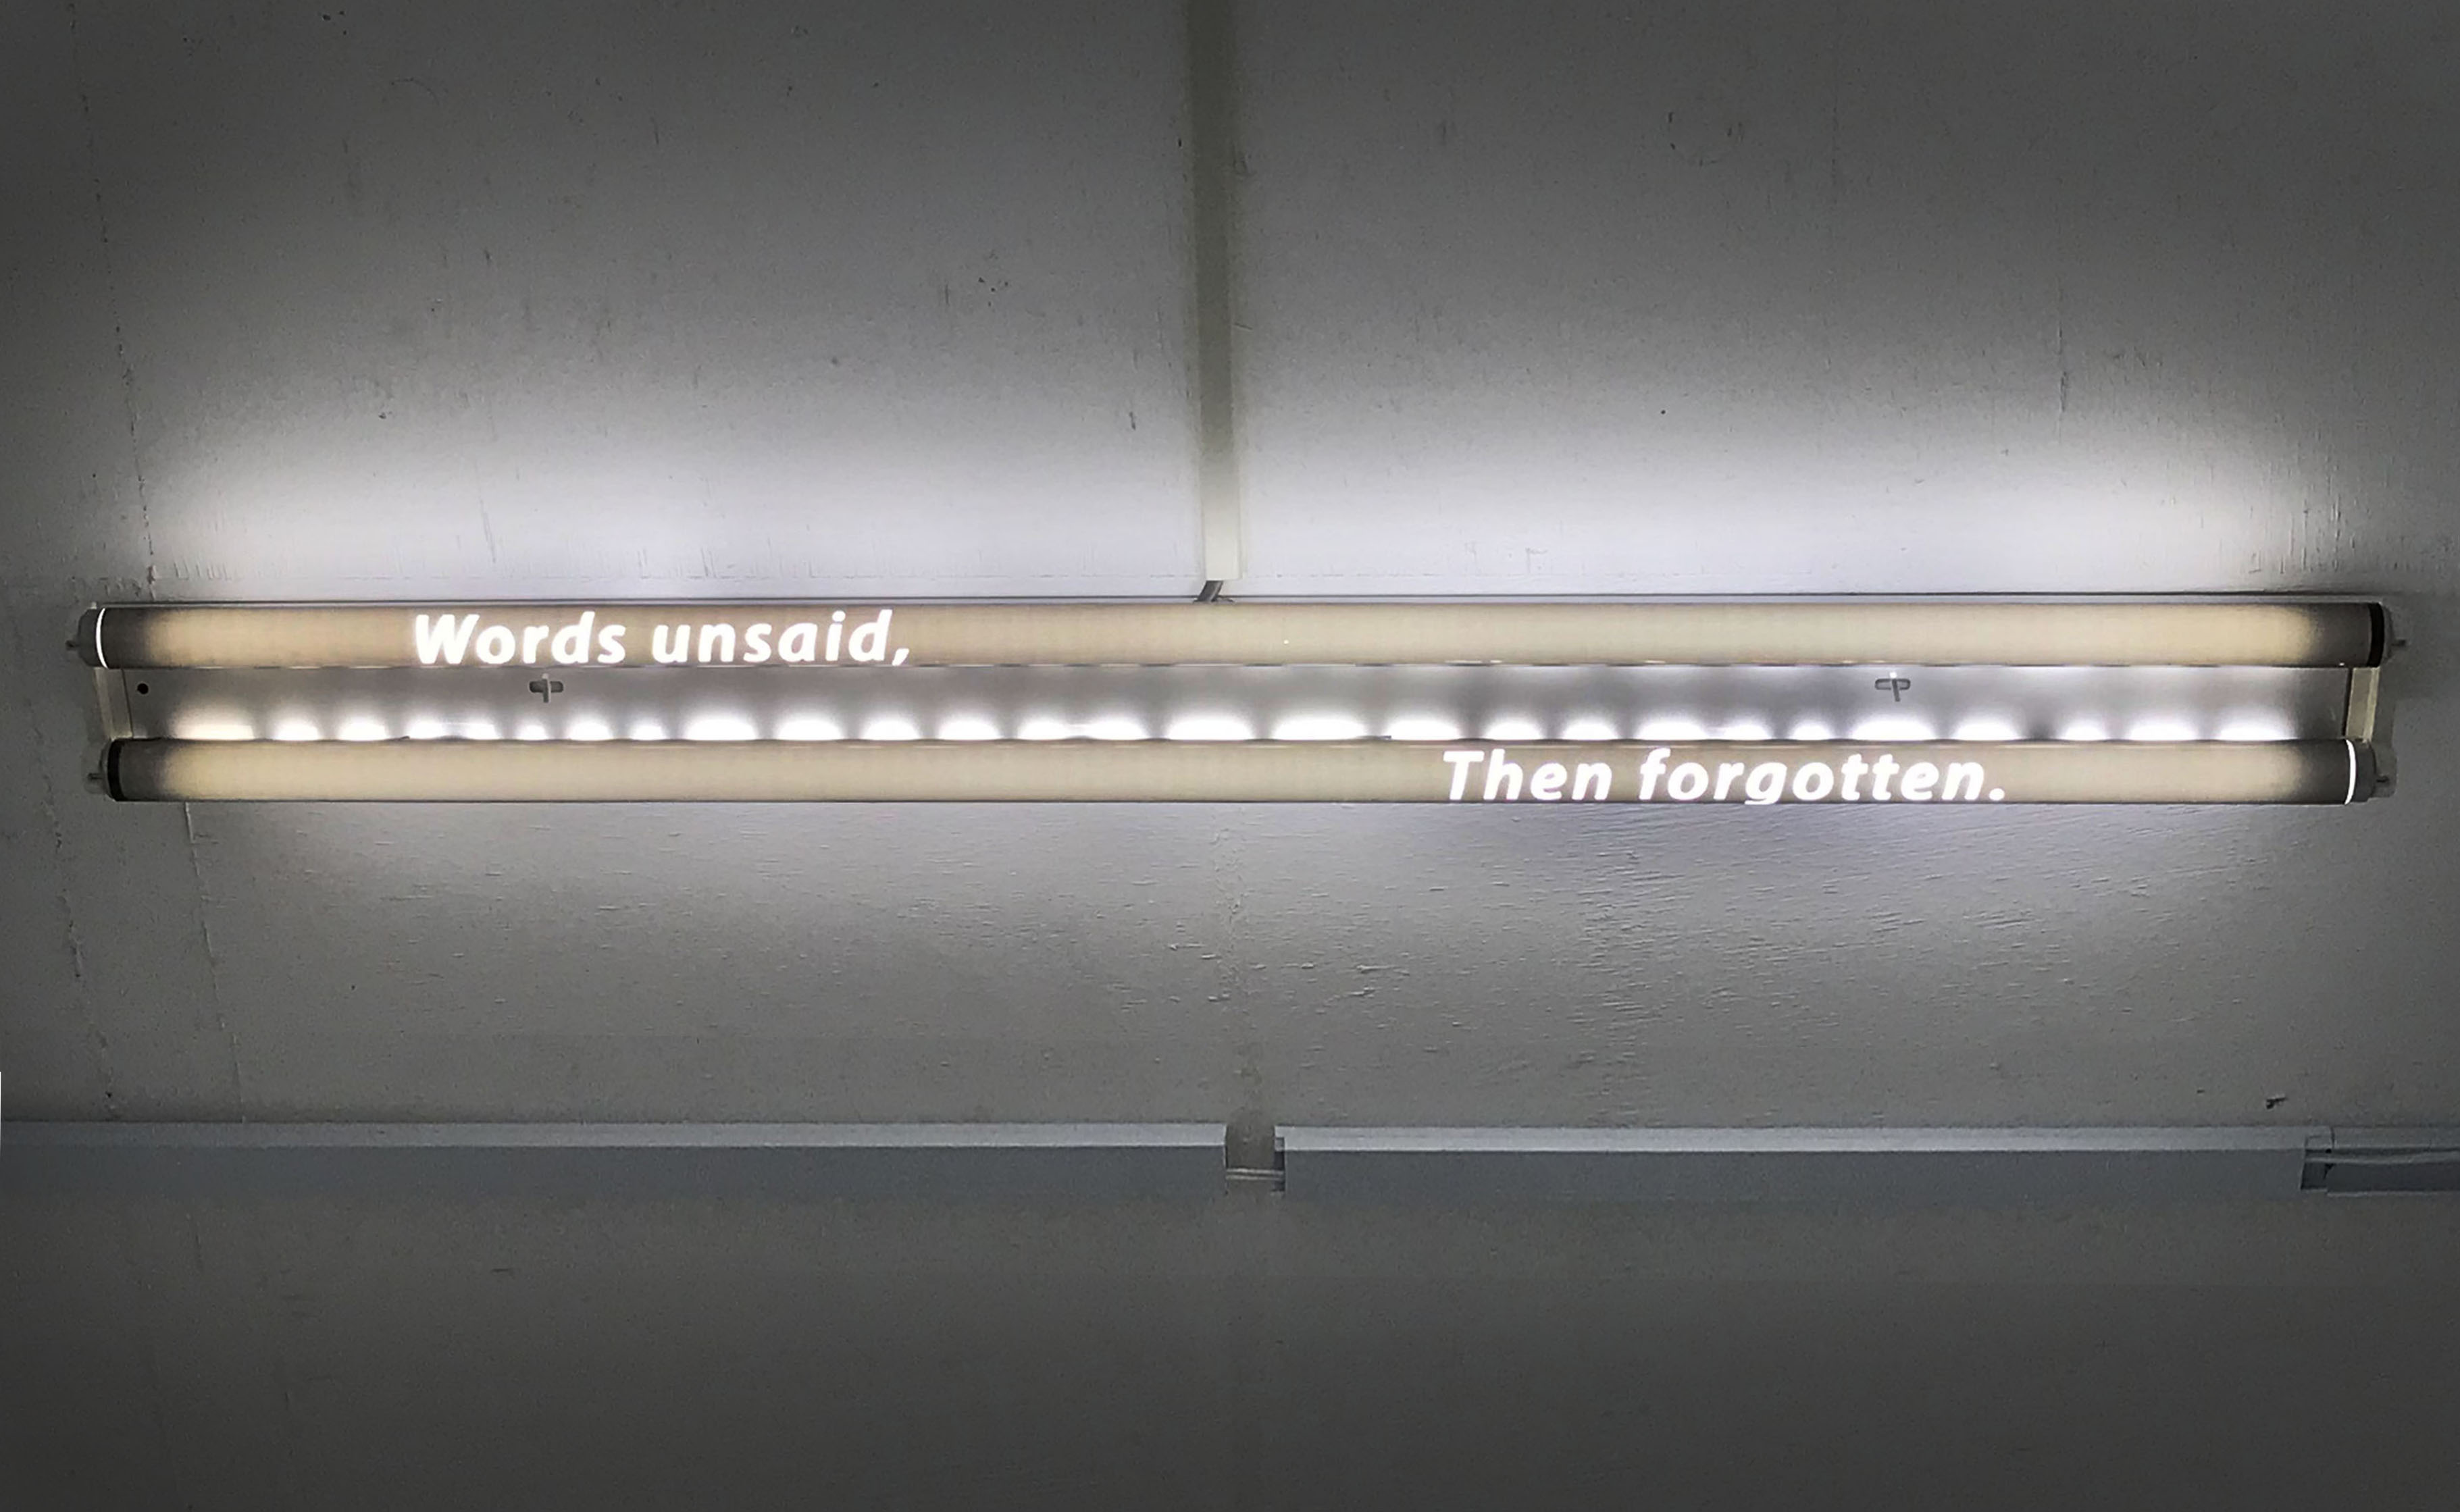 Words unsaid,
Then forgotten.